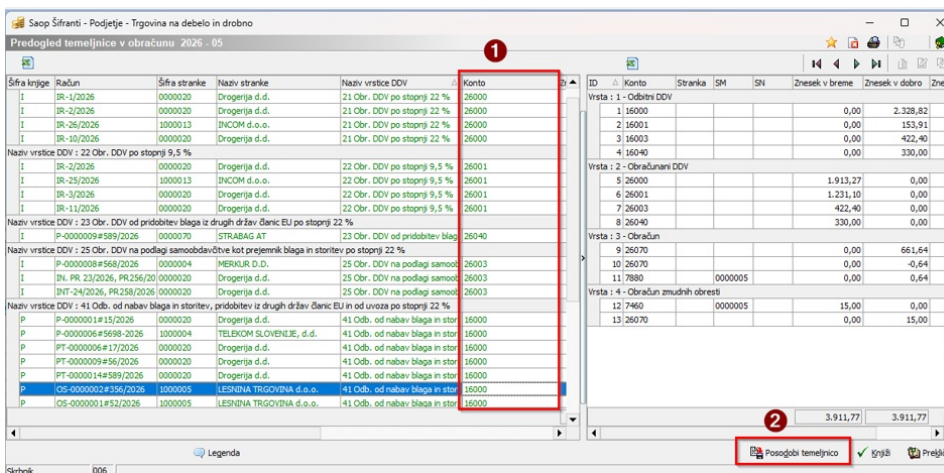 Saop Šifranti - Podjetje - Trgovina na debelo in drobno
Predogled temeljnice v obračunu 2026 - 05
1
Šifra knjige Račun Šifra stranke Naziv stranke Naziv vrstice DDV Konto
I IR-1/2026 0000020 Drogerija d.d. 21 Obr. DDV po stopnji 22 % 26000
I IR-2/2026 0000020 Drogerija d.d. 21 Obr. DDV po stopnji 22 % 26000
I IR-26/2026 1000013 INCOM d.o.o. 21 Obr. DDV po stopnji 22 % 26000
I IR-10/2026 0000020 Drogerija d.d. 21 Obr. DDV po stopnji 22 % 26000
Naziv vrstice DDV : 22 Obr. DDV po stopnji 9,5 %
I IR-2/2026 0000020 Drogerija d.d. 22 Obr. DDV po stopnji 9,5 % 26001
I IR-25/2026 1000013 INCOM d.o.o. 22 Obr. DDV po stopnji 9,5 % 26001
I IR-3/2026 0000020 Drogerija d.d. 22 Obr. DDV po stopnji 9,5 % 26001
I IR-11/2026 0000020 Drogerija d.d. 22 Obr. DDV po stopnji 9,5 % 26001
Naziv vrstice DDV : 23 Obr. DDV od pridobitev blaga iz drugih držav članic EU po stopnji 22 %
I P-0000009#589/2026 0000070 STRABAG AT 23 Obr. DDV od pridobitev blag 26040
Naziv vrstice DDV : 25 Obr. DDV na podlagi samoobdavčitve kot prejemnik blaga in storitev po stopnji 22 %
I P-0000008#568/2026 0000004 MERKUR D.D. 25 Obr. DDV na podlagi samoob 26003
I IN. PR 23/2026, PR256/20 0000020 Drogerija d.d. 25 Obr. DDV na podlagi samoob 26003
I INT-24/2026, PR258/2026 0000020 Drogerija d.d. 25 Obr. DDV na podlagi samoob 26003
Naziv vrstice DDV : 41 Odb. od nabav blaga in storitev, pridobitev iz drugih držav članic EU in od uvoza po stopnji 22 %
P P-0000001#15/2026 0000020 Drogerija d.d. 41 Odb. od nabav blaga in stor 16000
P P-0000006#5698-2026 1000004 TELEKOM SLOVENIJE, d.d. 41 Odb. od nabav blaga in stor 16000
P PT-0000006#17/2026 0000020 Drogerija d.d. 41 Odb. od nabav blaga in stor 16000
P PT-0000009#56/2026 0000020 Drogerija d.d. 41 Odb. od nabav blaga in stor 16000
P PT-0000014#589/2026 0000020 Drogerija d.d. 41 Odb. od nabav blaga in stor 16000
P OS-0000002#356/2026 1000005 LESNINA TRGOVINA d.o.o. 41 Odb. od nabav blaga in stor 16000
P OS-0000001#52/2026 1000005 LESNINA TRGOVINA d.o.o. 41 Odb. od nabav blaga in stor 16000
ID Konto Stranka SM SN Znesek v breme Znesek v dobro Zne
Vrsta : 1 - Odbitni DDV
1 16000 0,00 2.328,82
2 16001 0,00 153,91
3 16003 0,00 422,40
4 16040 0,00 330,00
Vrsta : 2 - Obračunani DDV
5 26000 1.913,27 0,00
6 26001 1.231,10 0,00
7 26003 422,40 0,00
8 26040 330,00 0,00
Vrsta : 3 - Obračun
9 26070 0,00 661,64
10 26070 0,00 -0,64
11 7880 0000005 0,00 0,64
Vrsta : 4 - Obračun zmudnih obresti
12 7460 0000005 15,00 0,00
13 26070 0,00 15,00
3.911,77 3.911,77
2
Legenda
Posodobi temeljnico Knjiži Prekliči
Skrbnik 006